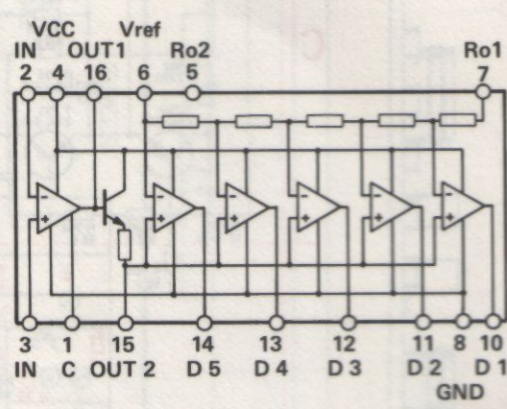 VCC Vref
IN OUT1 Ro2 Ro1
2 4 16 6 5 7
- - - - - -
+ + + + + +
3 1 15 14 13 12 11 8 10
IN C OUT 2 D 5 D 4 D 3 D 2 D 1
GND